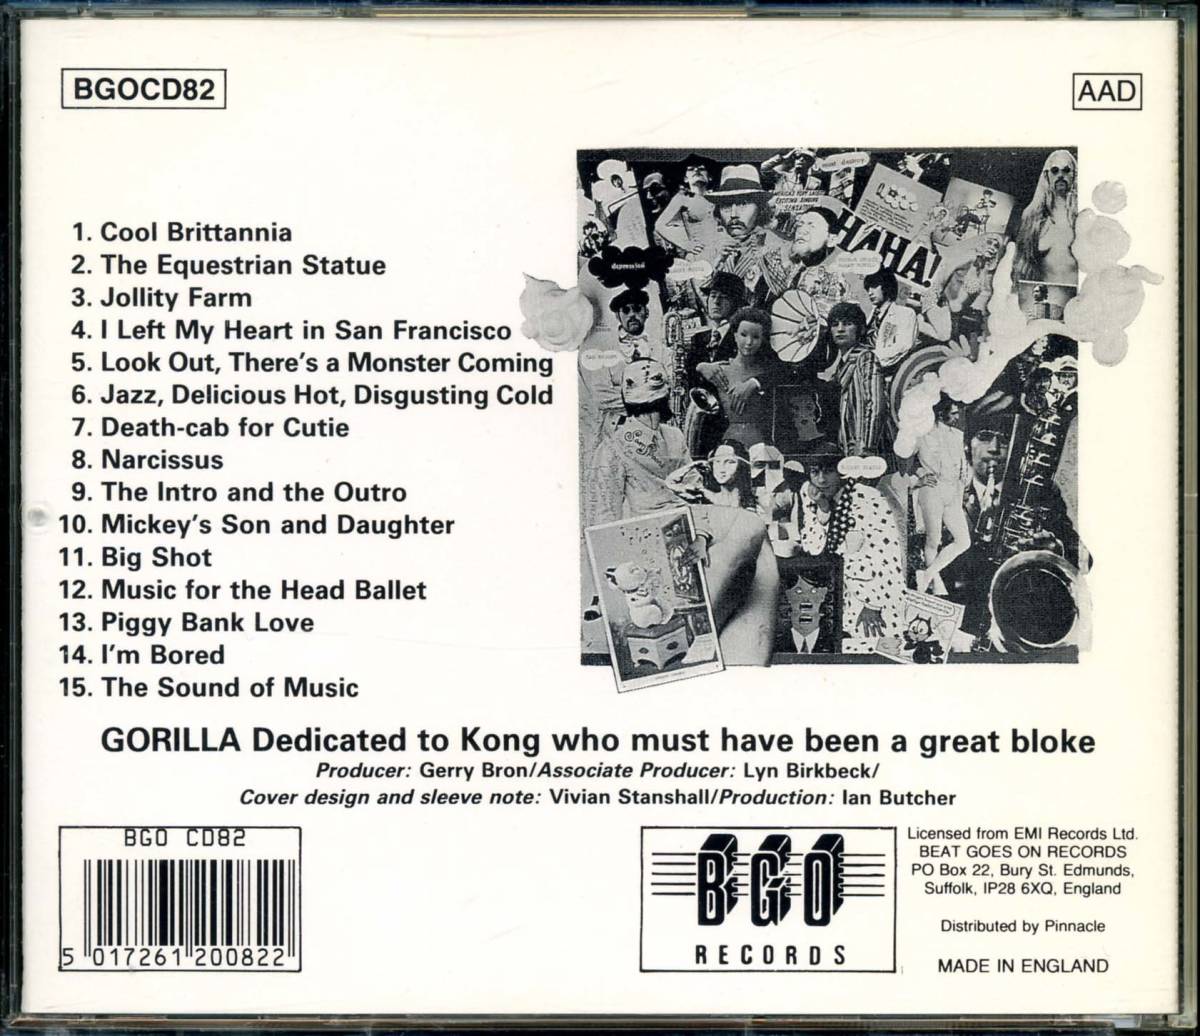 BGOCD82
AAD
1. Cool Brittannia
2. The Equestrian Statue
3. Jollity Farm
4. I Left My Heart in San Francisco
5. Look Out, There's a Monster Coming
6. Jazz, Delicious Hot, Disgusting Cold
7. Death-cab for Cutie
8. Narcissus
9. The Intro and the Outro
10. Mickey's Son and Daughter
11. Big Shot
12. Music for the Head Ballet
13. Piggy Bank Love
14. I'm Bored
15. The Sound of Music
HAHA!
depression
GORILLA Dedicated to Kong who must have been a great bloke
Producer: Gerry Bron/Associate Producer: Lyn Birkbeck/
Cover design and sleeve note: Vivian Stanshall/Production: Ian Butcher
BGO CD82
5 017261 200822
BGO
RECORDS
Licensed from EMI Records Ltd.
BEAT GOES ON RECORDS
PO Box 22, Bury St. Edmunds,
Suffolk, IP28 6XQ, England
Distributed by Pinnacle
MADE IN ENGLAND